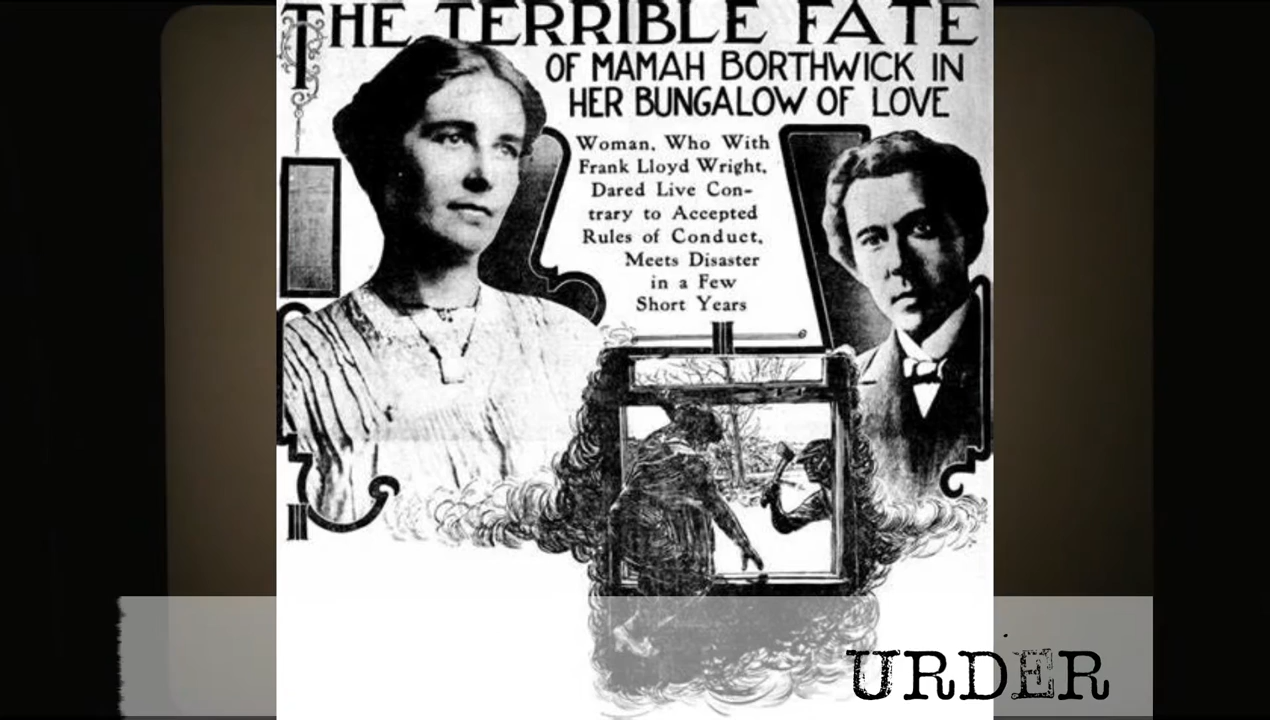 THE TERRIBLE FATE
OF MAMAH BORTHWICK IN
HER BUNGALOW OF LOVE
Woman, Who With
Frank Lloyd Wright,
Dared Live Con-
trary to Accepted
Rules of Conduct,
Meets Disaster
in a Few
Short Years
URDER